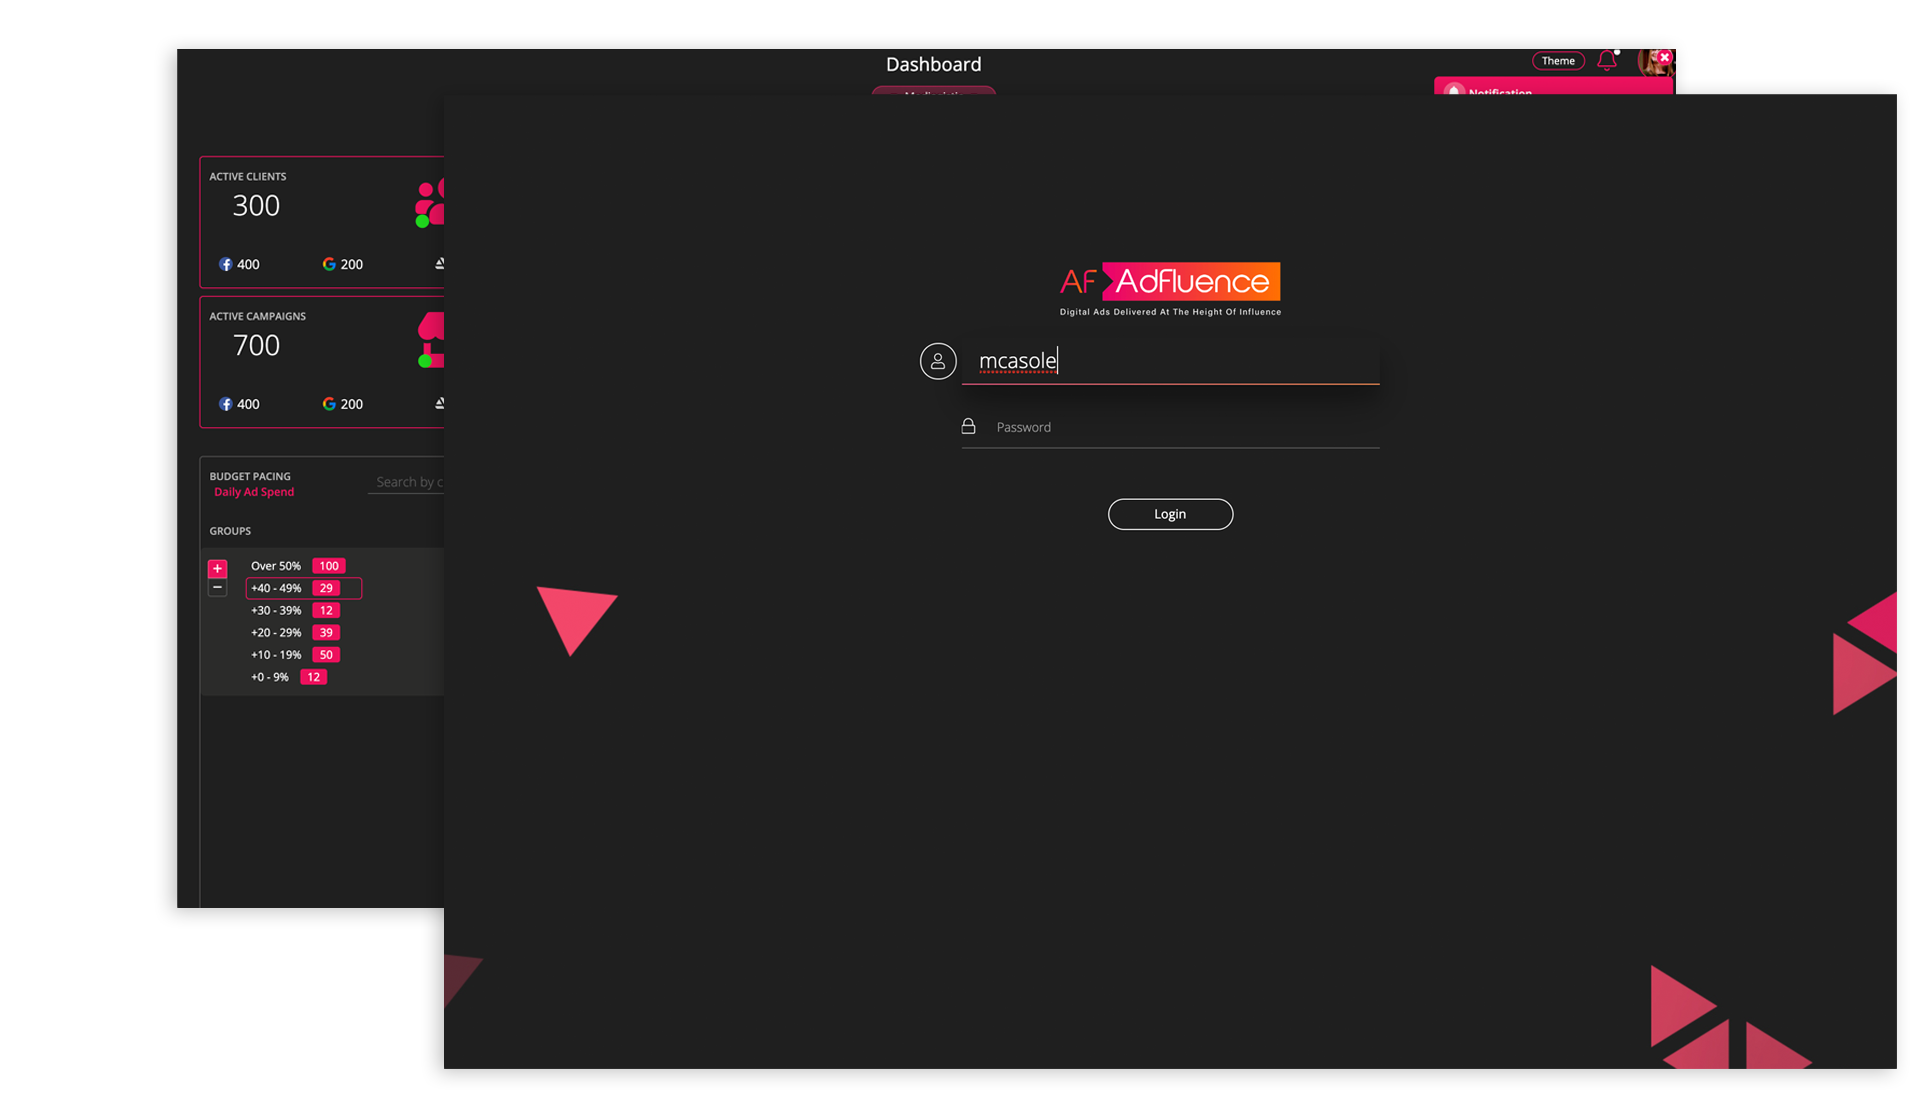 Dashboard
Theme
Notification
ACTIVE CLIENTS
300
400
200
ACTIVE CAMPAIGNS
700
400
200
BUDGET PACING
Daily Ad Spend
Search by c
GROUPS
+
Over 50% 100
−
+40 - 49% 29
+30 - 39% 12
+20 - 29% 39
+10 - 19% 50
+0 - 9% 12
AF AdFluence
Digital Ads Delivered At The Height Of Influence
mcasole
Password
Login